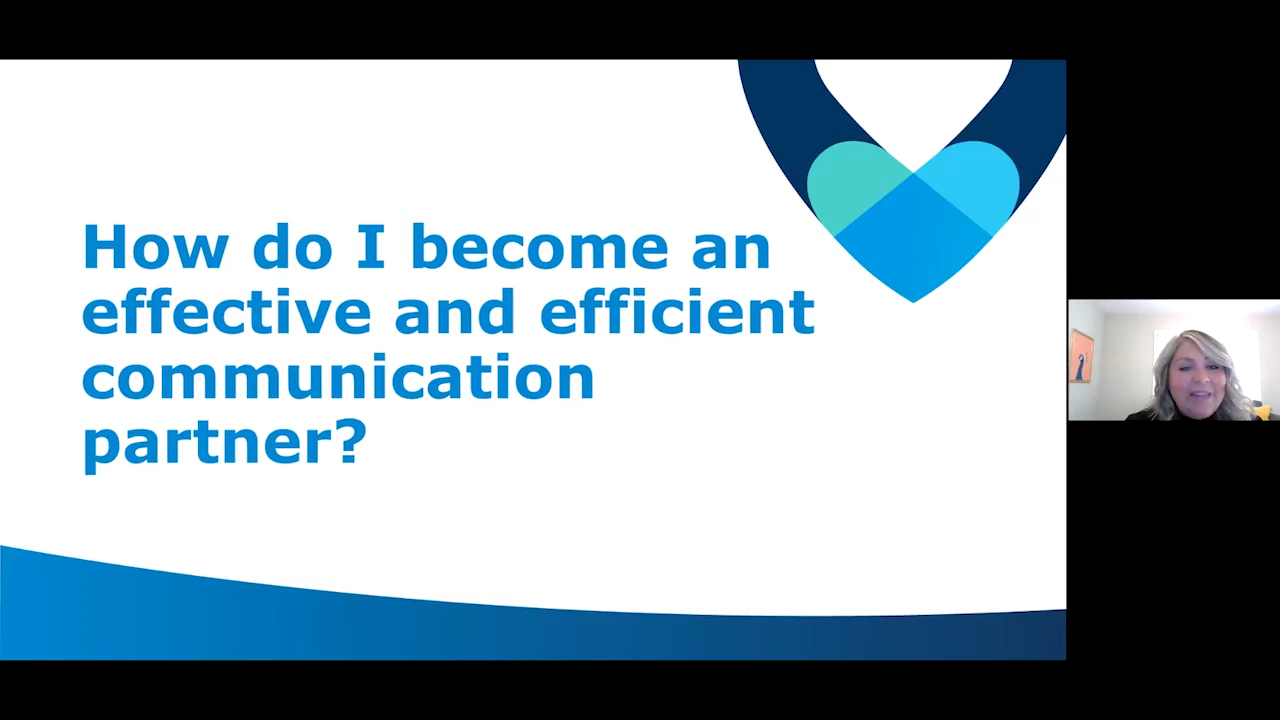 How do I become an
effective and efficient
communication
partner?